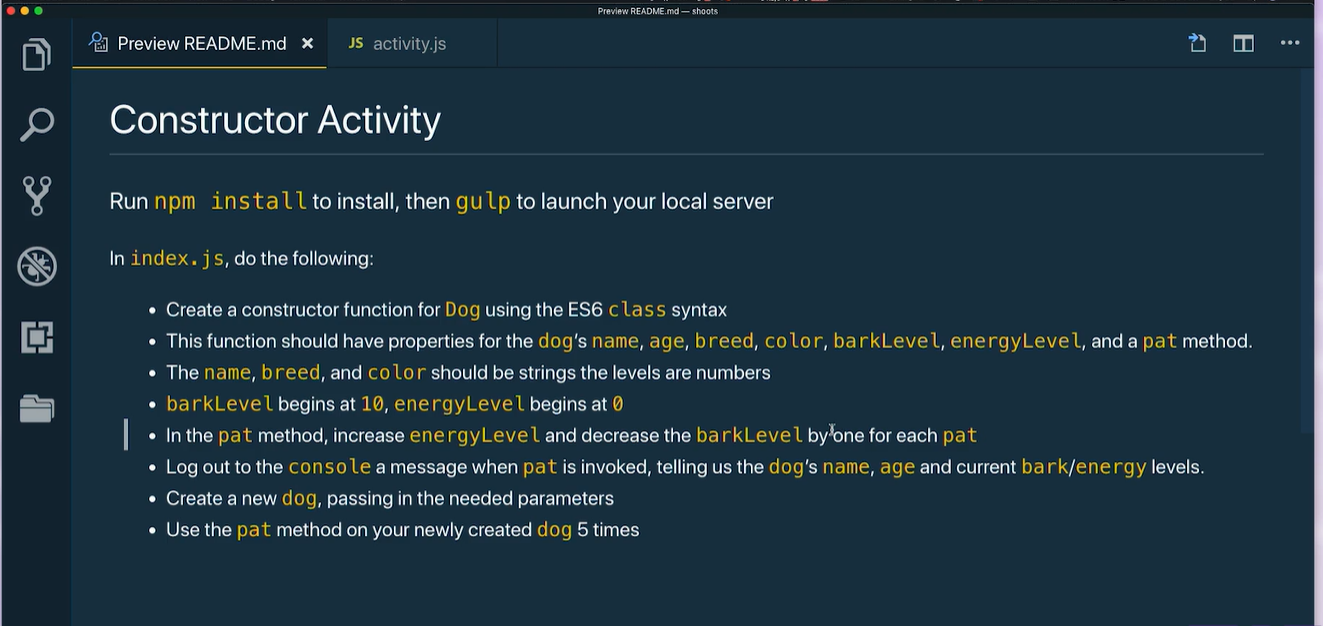 Preview README.md — shoots
Preview README.md × JS activity.js
Constructor Activity
Run npm install to install, then gulp to launch your local server
In index.js, do the following:
• Create a constructor function for Dog using the ES6 class syntax
• This function should have properties for the dog’s name, age, breed, color, barkLevel, energyLevel, and a pat method.
• The name, breed, and color should be strings the levels are numbers
• barkLevel begins at 10, energyLevel begins at 0
• In the pat method, increase energyLevel and decrease the barkLevel by one for each pat
• Log out to the console a message when pat is invoked, telling us the dog’s name, age and current bark/energy levels.
• Create a new dog, passing in the needed parameters
• Use the pat method on your newly created dog 5 times